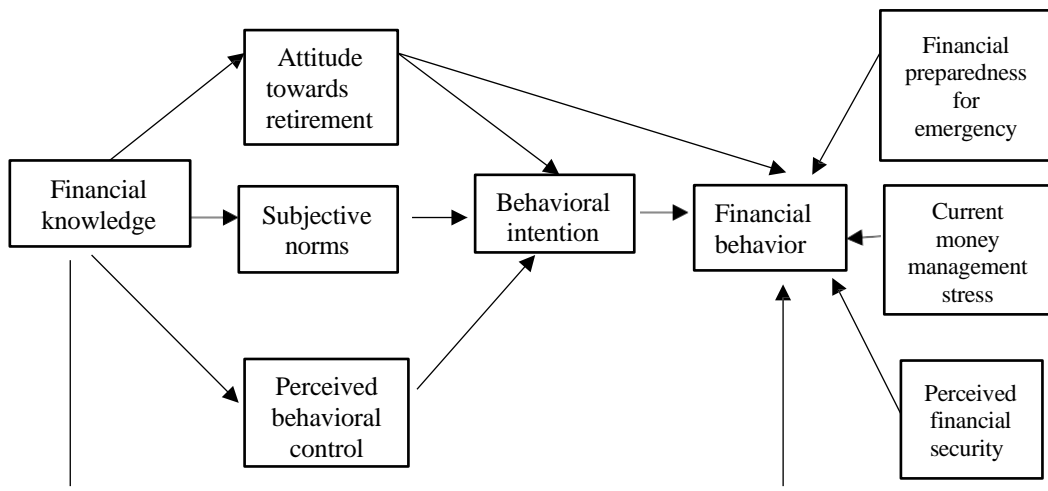 Financial
knowledge
Attitude
towards
retirement
Subjective
norms
Perceived
behavioral
control
Behavioral
intention
Financial
behavior
Financial
preparedness
for
emergency
Current
money
management
stress
Perceived
financial
security